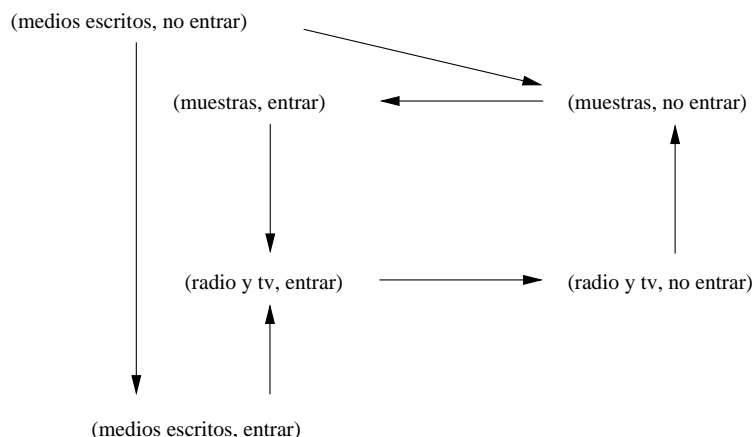 (medios escritos, no entrar)
(muestras, entrar)
(muestras, no entrar)
(radio y tv, entrar)
(radio y tv, no entrar)
(medios escritos, entrar)